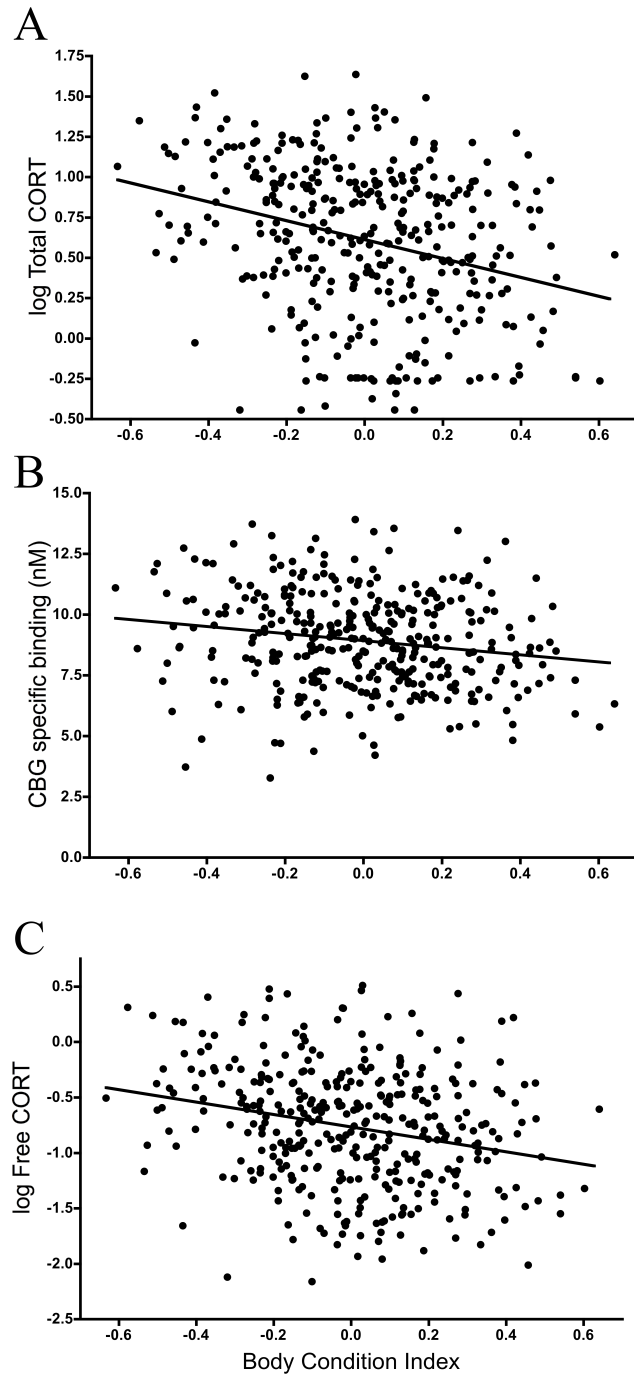 A
1.75
1.50
1.25
1.00
0.75
0.50
0.25
0.00
-0.25
-0.50
log Total CORT
-0.6 -0.4 -0.2 0.0 0.2 0.4 0.6
B
15.0
12.5
10.0
7.5
5.0
2.5
0.0
CBG specific binding (nM)
-0.6 -0.4 -0.2 0.0 0.2 0.4 0.6
C
0.5
0.0
-0.5
-1.0
-1.5
-2.0
-2.5
log Free CORT
-0.6 -0.4 -0.2 0.0 0.2 0.4 0.6
Body Condition Index